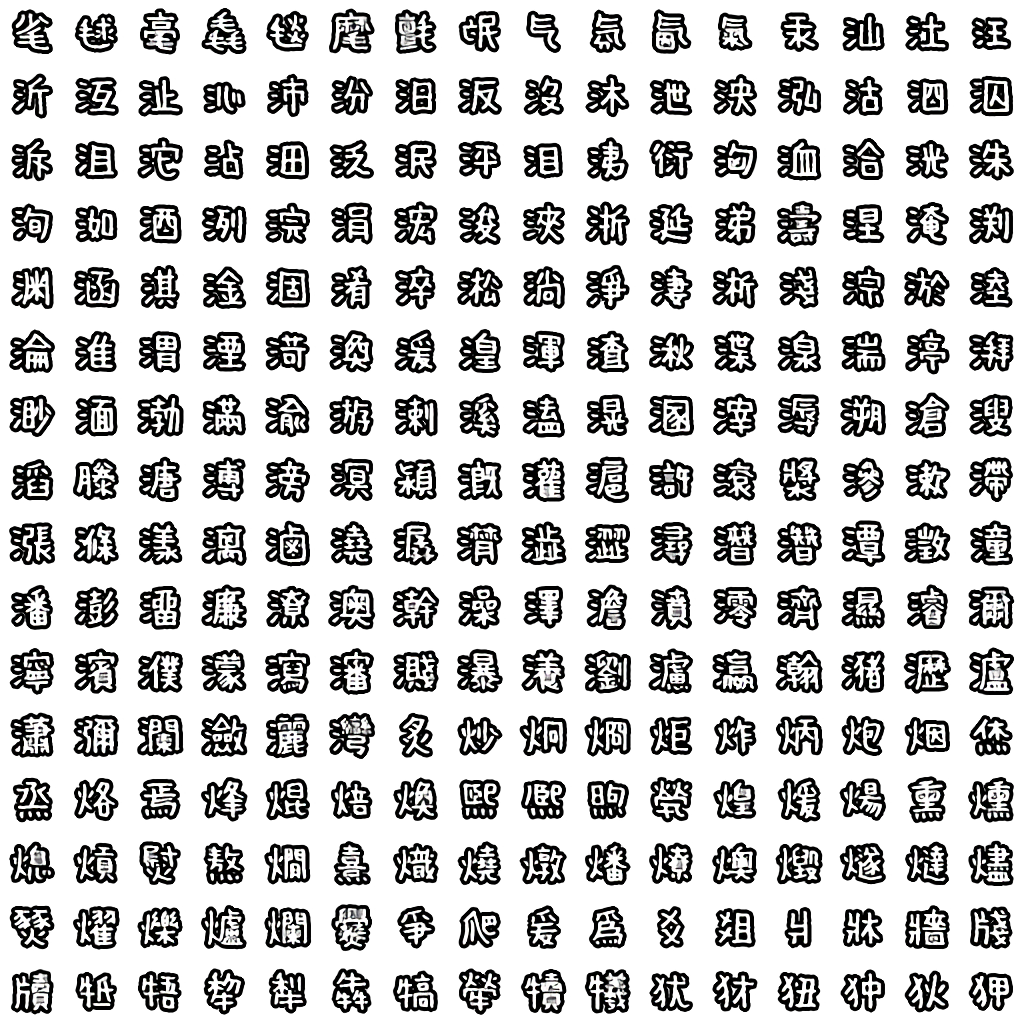 毟毬毫毳毯麾氈氓气氛氤氣汞汕汢汪
沂沍沚沁沛汾汨汳沒沐泄泱泓沽泗泅
泝沮沱沾沺泛泯泙泪洟衍洶洫洽洸洙
洵洳洒洌浣涓浤浚浹浙涎涕濤涅淹渕
渊涵淇淦涸淆淬淞淌淨淒淅淺淙淤淕
淪淮渭湮渮渙湲湟渾渣湫渫湶湍渟湃
渺湎渤滿渝游溂溪溘滉溷滓溽溯滄溲
滔滕溏溥滂溟潁漑灌滬滸滾漿滲漱滯
漲滌漾漓滷澆潺潸澁澀潯潛濳潭澂潼
潘澎澑濂潦澳澣澡澤澹濆澪濟濕濬濔
濘濱濮濛瀉瀋濺瀑瀁瀏濾瀛瀚潴瀝瀘
瀟瀰瀾瀲灑灣炙炒炯烱炬炸炳炮烟烋
烝烙焉烽焜焙煥煕熈煦煢煌煖煬熏燻
熄熕熨熬燗熹熾燒燉燔燎燠燬燧燵燼
燹燿爍爐爛爨爭爬爰爲爻爼爿牀牆牋
牘牴牾犂犁犇犒犖犢犧犹犲狃狆狄狎